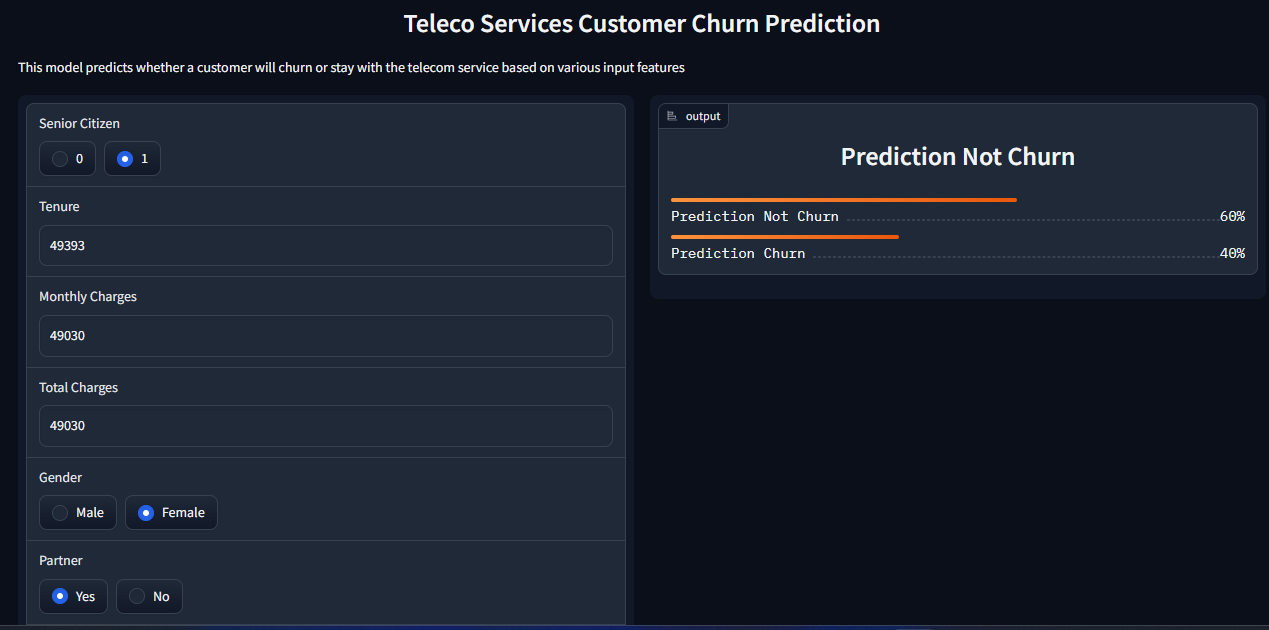 Teleco Services Customer Churn Prediction
This model predicts whether a customer will churn or stay with the telecom service based on various input features
Senior Citizen
0 1
Tenure
49393
Monthly Charges
49030
Total Charges
49030
Gender
Male Female
Partner
Yes No
output
Prediction Not Churn
Prediction Not Churn 60%
Prediction Churn 40%